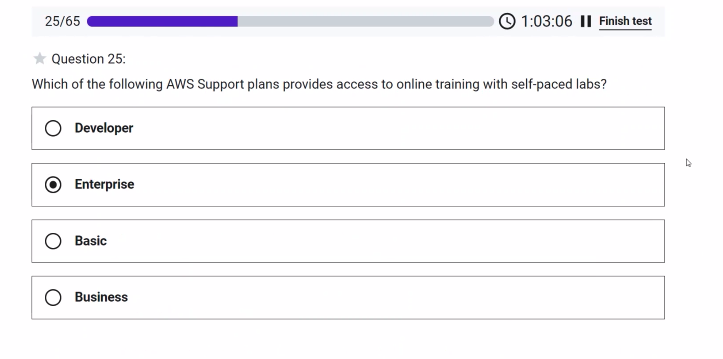 25/65 1:03:06 Finish test
Question 25:
Which of the following AWS Support plans provides access to online training with self-paced labs?
Developer
Enterprise
Basic
Business